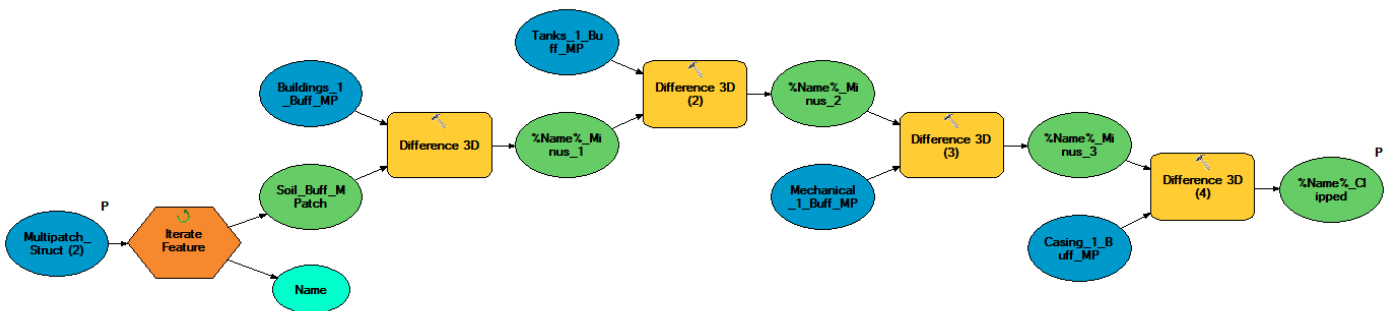 Tanks_1_Bu
ff_MP
Difference 3D
(2)
%Name%_Mi
nus_2
Buildings_1
_Buff_MP
Difference 3D
%Name%_Mi
nus_1
Difference 3D
(3)
%Name%_Mi
nus_3
P
Soil_Buff_M
Patch
Mechanical
_1_Buff_MP
Difference 3D
(4)
%Name%_Cl
ipped
P
Multipatch_
Struct (2)
Iterate
Feature
Casing_1_B
uff_MP
Name